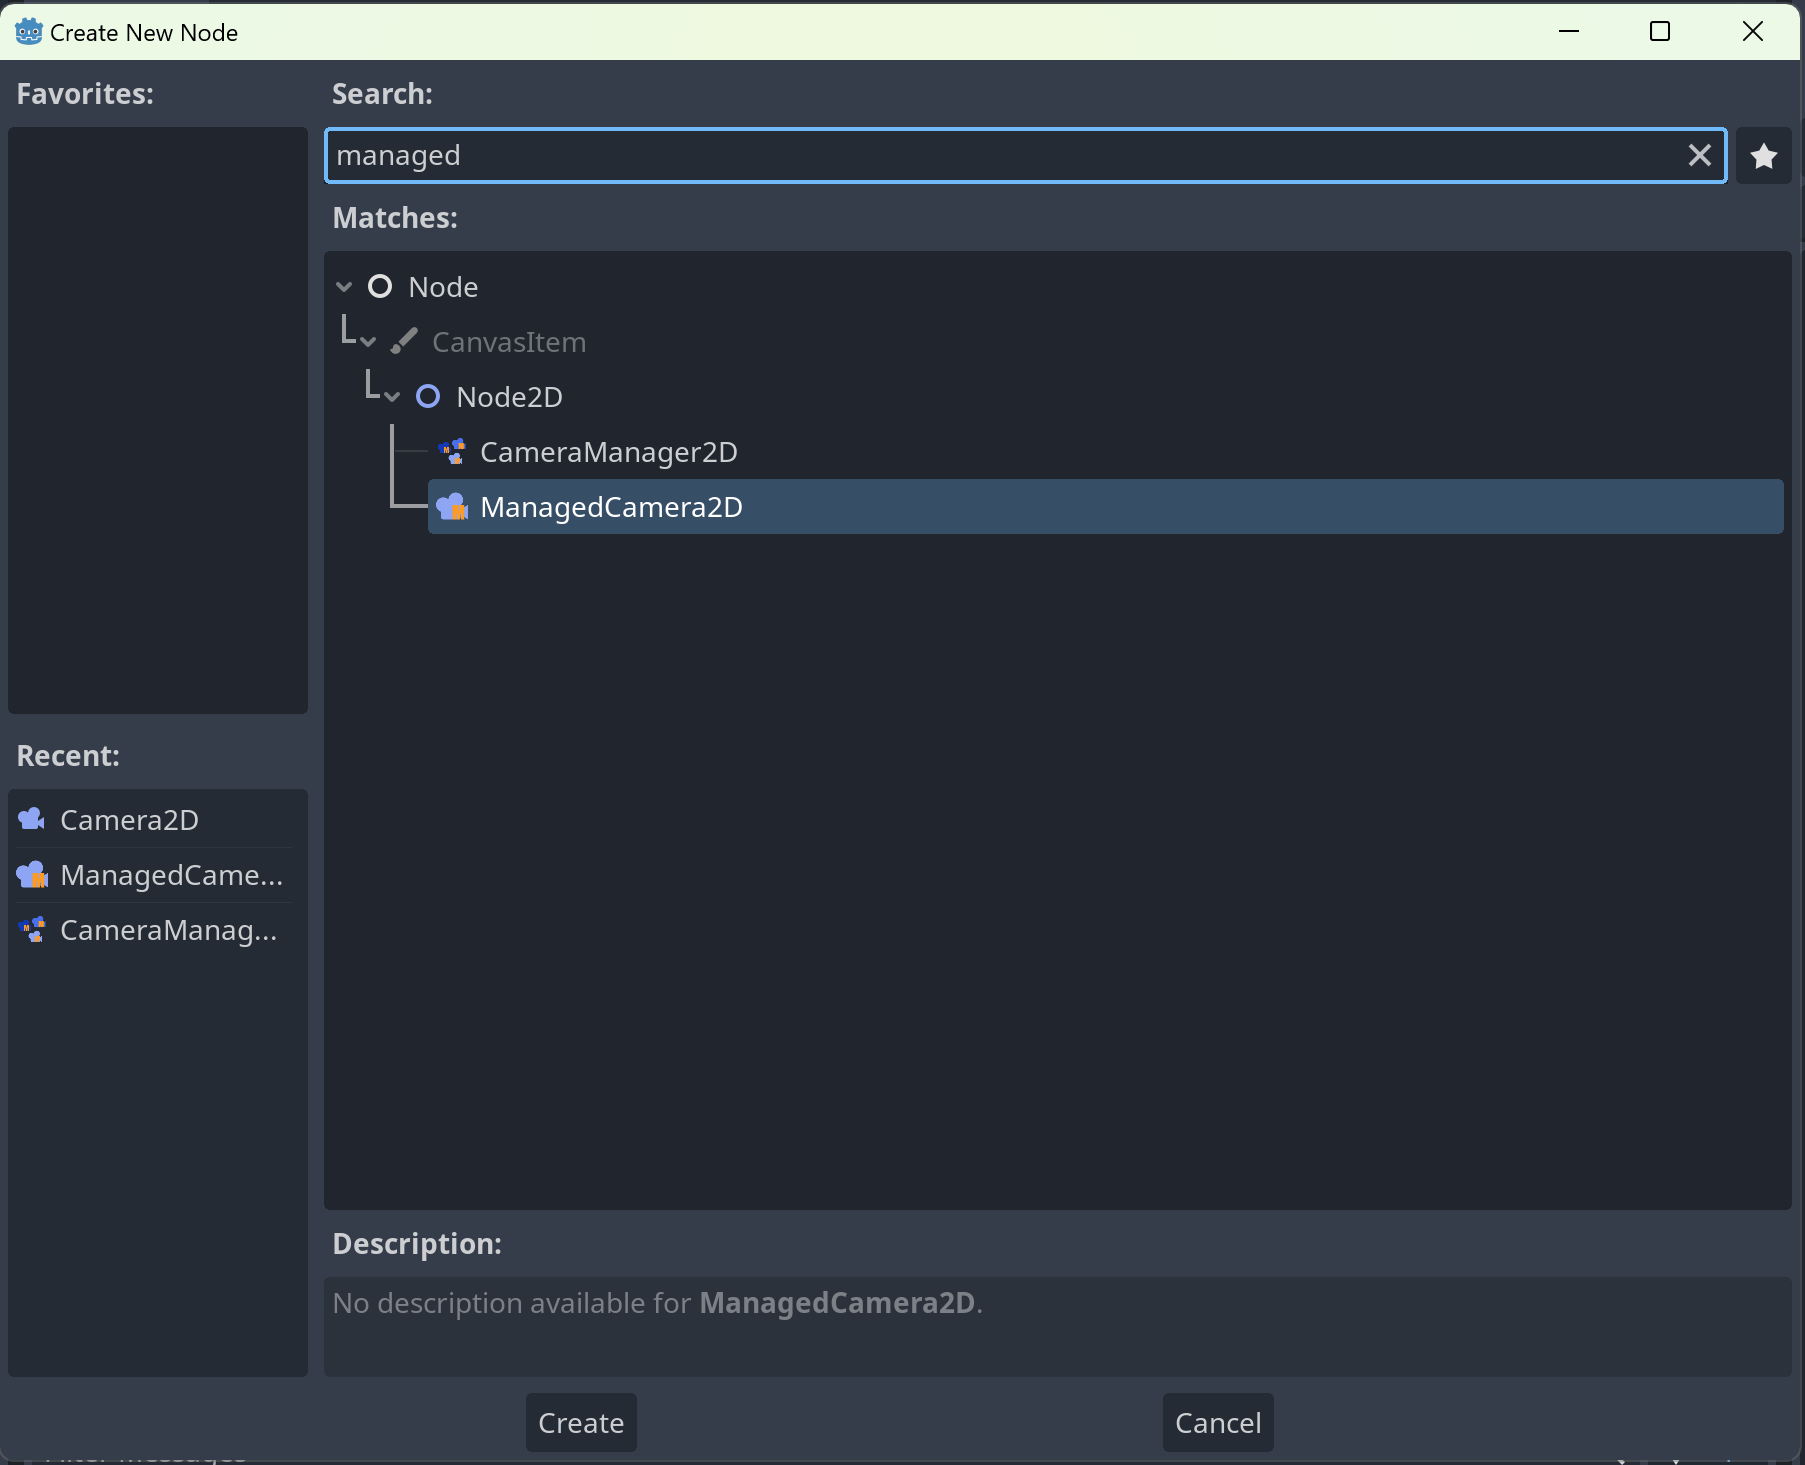 Create New Node
Favorites:
Search:
managed
Matches:
Node
CanvasItem
Node2D
CameraManager2D
ManagedCamera2D
Recent:
Camera2D
ManagedCame...
CameraManag...
Description:
No description available for ManagedCamera2D.
Create
Cancel